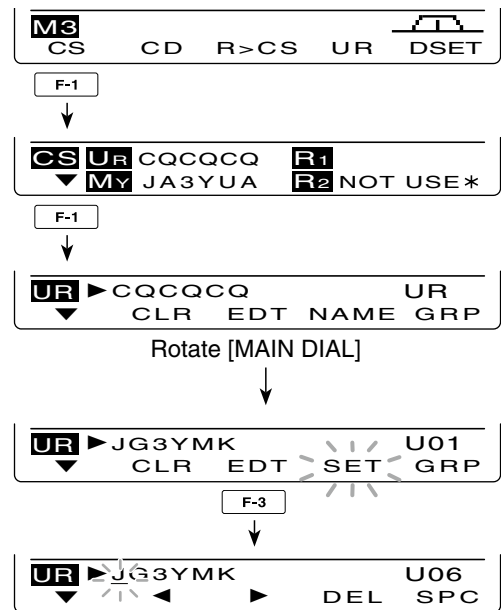 M3
CS CD R>CS UR DSET
F-1
CS UR CQCQCQ R1
▼ MY JA3YUA R2 NOT USE*
F-1
UR ►CQCQCQ UR
▼ CLR EDT NAME GRP
Rotate [MAIN DIAL]
UR ►JG3YMK U01
▼ CLR EDT SET GRP
F-3
UR ►JG3YMK U06
▼ ◄ ► DEL SPC